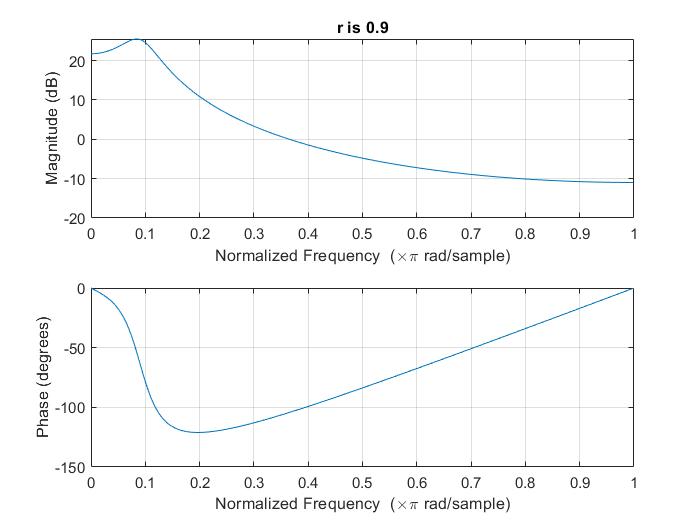 r is 0.9
Magnitude (dB)
20
10
0
-10
-20
0 0.1 0.2 0.3 0.4 0.5 0.6 0.7 0.8 0.9 1
Normalized Frequency (×π rad/sample)
Phase (degrees)
0
-50
-100
-150
0 0.1 0.2 0.3 0.4 0.5 0.6 0.7 0.8 0.9 1
Normalized Frequency (×π rad/sample)